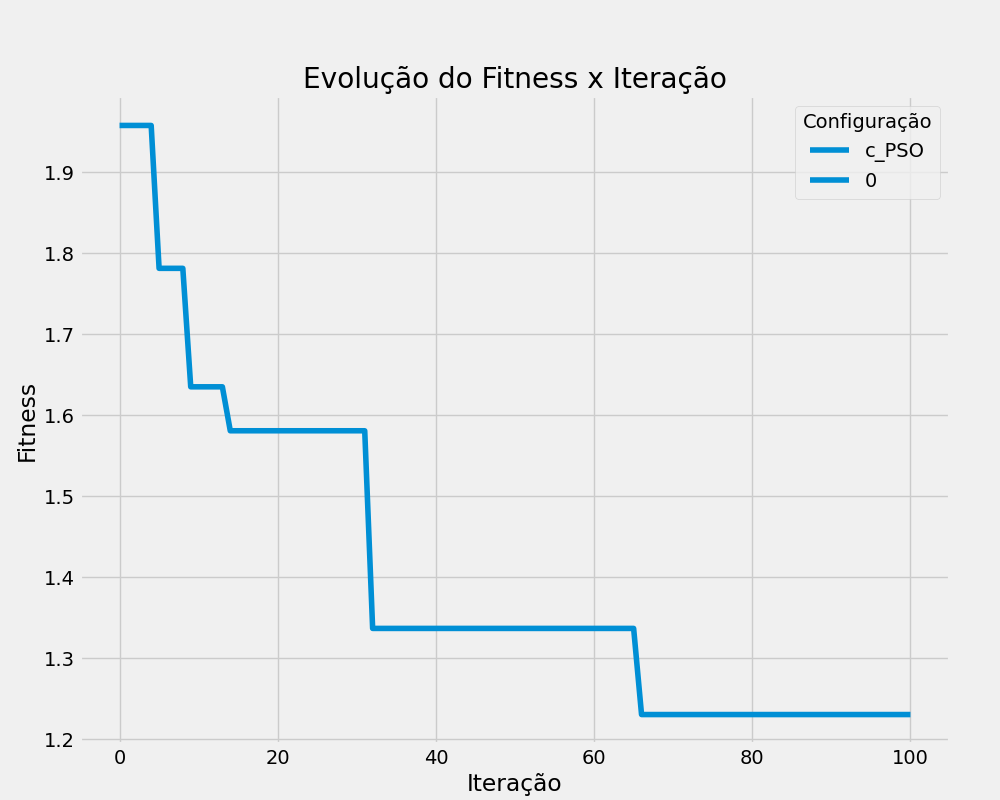 Evolução do Fitness x Iteração
Configuração
c_PSO
0
Fitness
1.9
1.8
1.7
1.6
1.5
1.4
1.3
1.2
0 20 40 60 80 100
Iteração